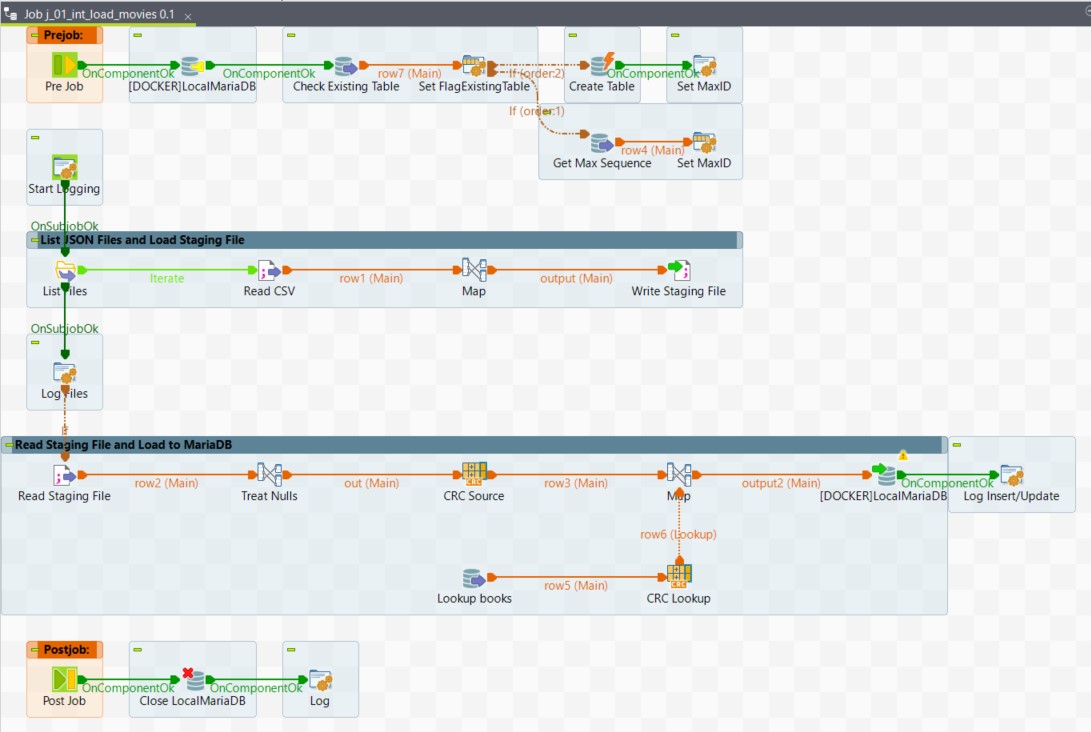 Job j_01_int_load_movies 0.1
Prejob:
OnComponentOk
OnComponentOk
row7 (Main)
If (order:2)
OnComponentOk
Pre Job
[DOCKER]LocalMariaDB
Check Existing Table
Set FlagExistingTable
Create Table
Set MaxID
If (order:1)
row4 (Main)
Get Max Sequence
Set MaxID
Start Logging
OnSubjobOk
List JSON Files and Load Staging File
Iterate
row1 (Main)
output (Main)
List Files
Read CSV
Map
Write Staging File
OnSubjobOk
Log Files
If
Read Staging File and Load to MariaDB
row2 (Main)
out (Main)
row3 (Main)
output2 (Main)
OnComponentOk
Read Staging File
Treat Nulls
CRC Source
Map
[DOCKER]LocalMariaDB
Log Insert/Update
row6 (Lookup)
row5 (Main)
Lookup books
CRC Lookup
Postjob:
OnComponentOk
OnComponentOk
Post Job
Close LocalMariaDB
Log